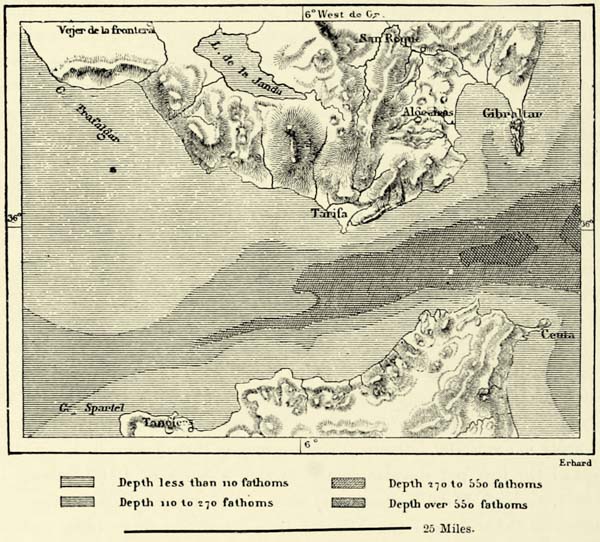 6° West de Gr.
Vejer de la frontera
San Roque
L. de la Janda
C. Trafalgar
Algeciras
Gibraltar
Tarifa
36°
36°
Ceuta
C. Spartel
Tangier
6°
Erhard
Depth less than 110 fathoms
Depth 270 to 550 fathoms
Depth 110 to 270 fathoms
Depth over 550 fathoms
25 Miles.